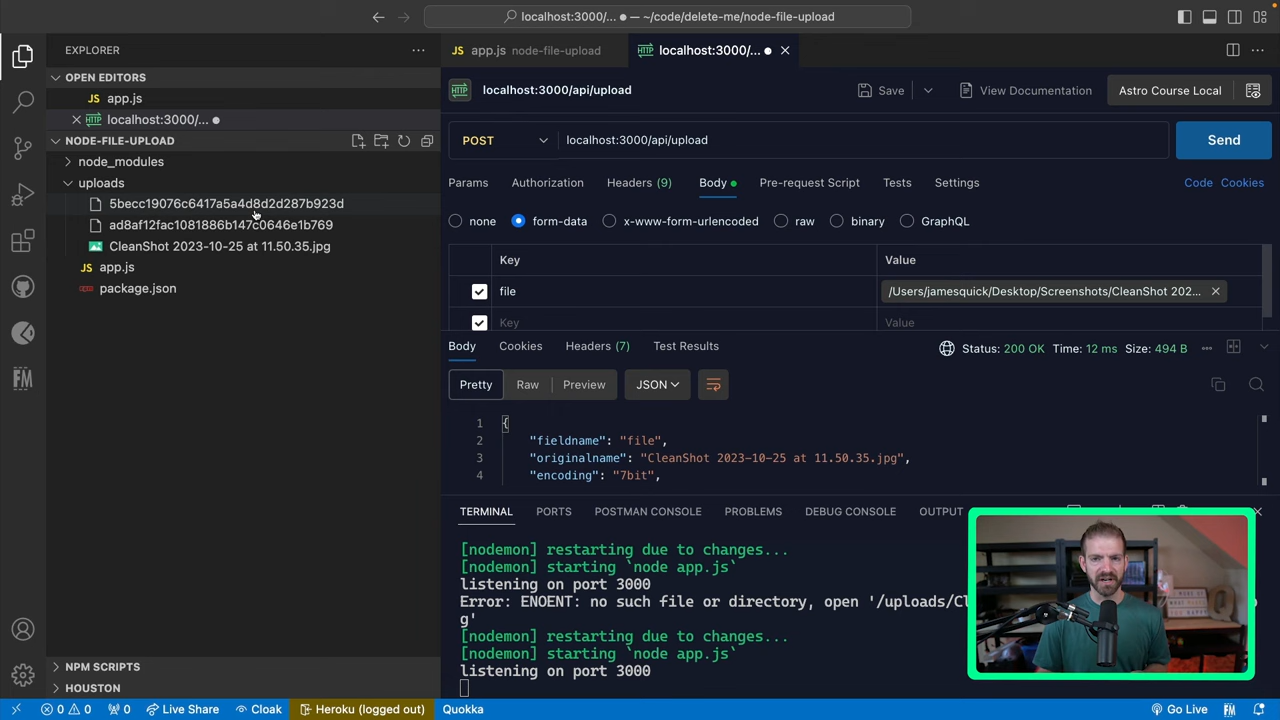 localhost:3000/... ● — ~/code/delete-me/node-file-upload
EXPLORER
OPEN EDITORS
JS app.js
HTTP localhost:3000/...
NODE-FILE-UPLOAD
node_modules
uploads
5becc19076c6417a5a4d8d2d287b923d
ad8af12fac1081886b147c0646e1b769
CleanShot 2023-10-25 at 11.50.35.jpg
JS app.js
package.json
NPM SCRIPTS
HOUSTON
FM
JS app.js node-file-upload
HTTP localhost:3000/...
HTTP localhost:3000/api/upload
Save
View Documentation
Astro Course Local
POST
localhost:3000/api/upload
Send
Params Authorization Headers (9) Body Pre-request Script Tests Settings
Code Cookies
none form-data x-www-form-urlencoded raw binary GraphQL
Key Value
file /Users/jamesquick/Desktop/Screenshots/CleanShot 202...
Key Value
Body Cookies Headers (7) Test Results
Status: 200 OK Time: 12 ms Size: 494 B
Pretty Raw Preview JSON
1 {
2 "fieldname": "file",
3 "originalname": "CleanShot 2023-10-25 at 11.50.35.jpg",
4 "encoding": "7bit",
TERMINAL PORTS POSTMAN CONSOLE PROBLEMS DEBUG CONSOLE OUTPUT
[nodemon] restarting due to changes...
[nodemon] starting `node app.js`
listening on port 3000
Error: ENOENT: no such file or directory, open '/uploads/Cl
g'
[nodemon] restarting due to changes...
[nodemon] starting `node app.js`
listening on port 3000
0 0 0 Live Share Cloak Heroku (logged out) Quokka
Go Live FM